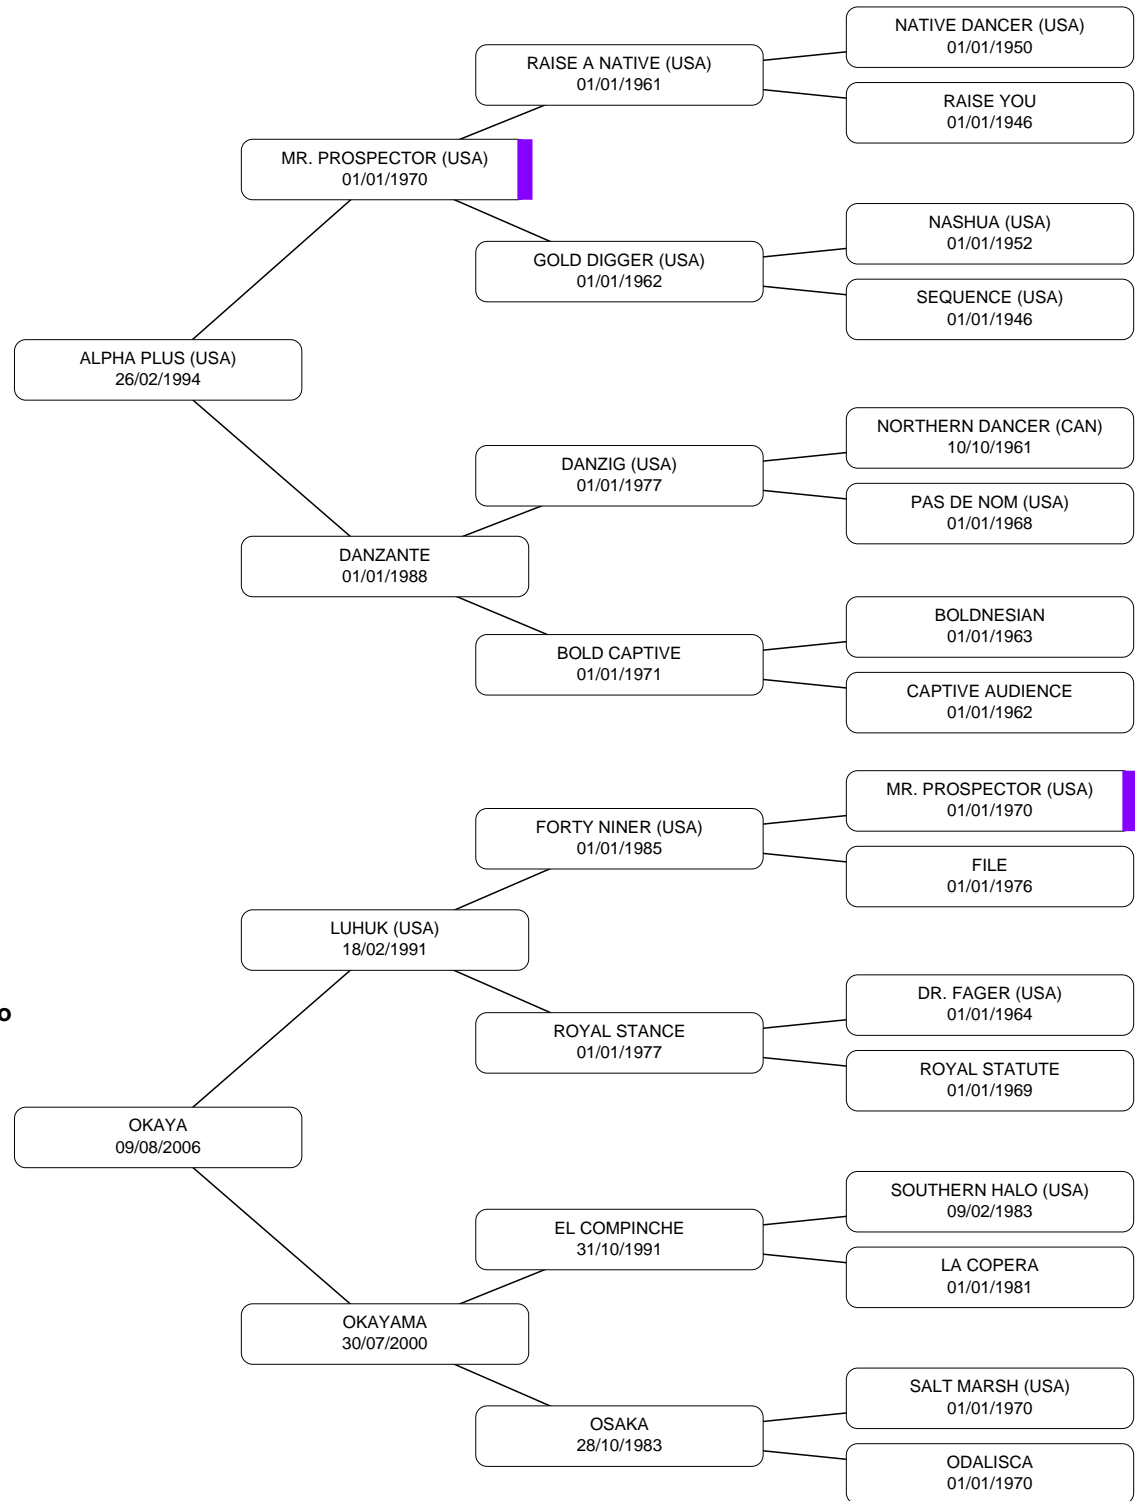 NATIVE DANCER (USA)
01/01/1950
RAISE A NATIVE (USA)
01/01/1961
RAISE YOU
01/01/1946
MR. PROSPECTOR (USA)
01/01/1970
NASHUA (USA)
01/01/1952
GOLD DIGGER (USA)
01/01/1962
SEQUENCE (USA)
01/01/1946
ALPHA PLUS (USA)
26/02/1994
NORTHERN DANCER (CAN)
10/10/1961
DANZIG (USA)
01/01/1977
PAS DE NOM (USA)
01/01/1968
DANZANTE
01/01/1988
BOLDNESIAN
01/01/1963
BOLD CAPTIVE
01/01/1971
CAPTIVE AUDIENCE
01/01/1962
MR. PROSPECTOR (USA)
01/01/1970
FORTY NINER (USA)
01/01/1985
FILE
01/01/1976
LUHUK (USA)
18/02/1991
DR. FAGER (USA)
01/01/1964
ROYAL STANCE
01/01/1977
ROYAL STATUTE
01/01/1969
OKAYA
09/08/2006
SOUTHERN HALO (USA)
09/02/1983
EL COMPINCHE
31/10/1991
LA COPERA
01/01/1981
OKAYAMA
30/07/2000
SALT MARSH (USA)
01/01/1970
OSAKA
28/10/1983
ODALISCA
01/01/1970